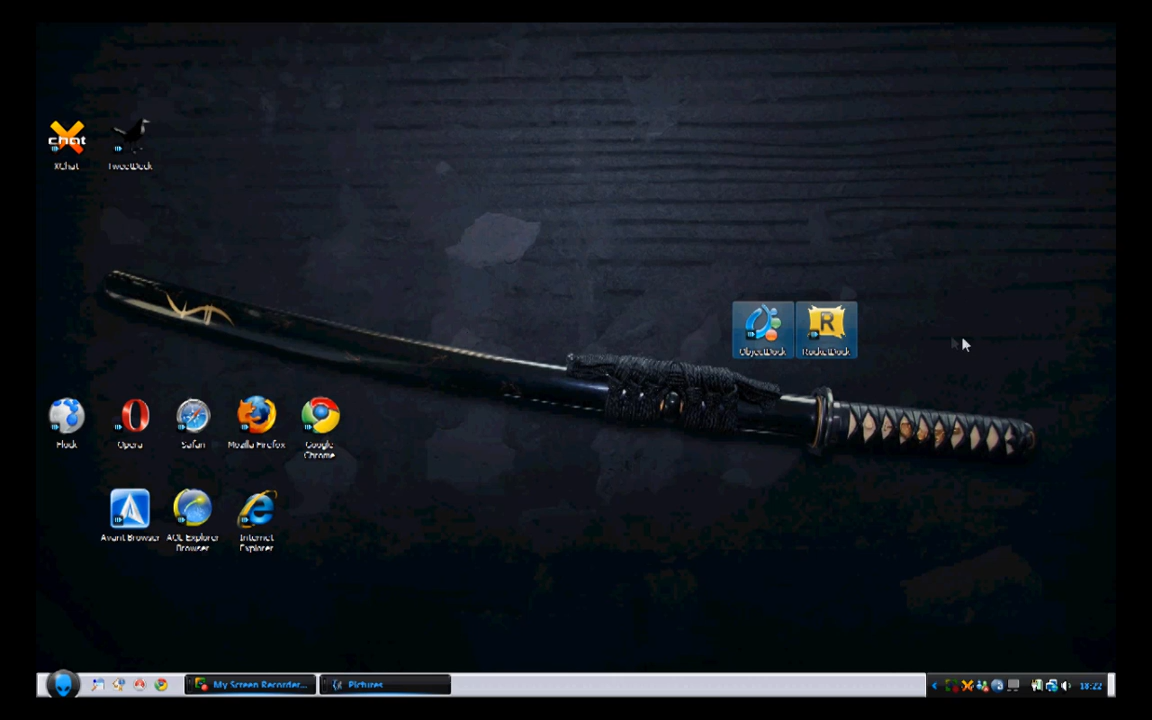 chat
XChat
TweetDeck
R
ObjectDock
RocketDock
Flock
Opera
Safari
Mozilla Firefox
Google
Chrome
Avant Browser
AOL Explorer
Browser
Internet
Explorer
My Screen Recorder...
Pictures
18:22